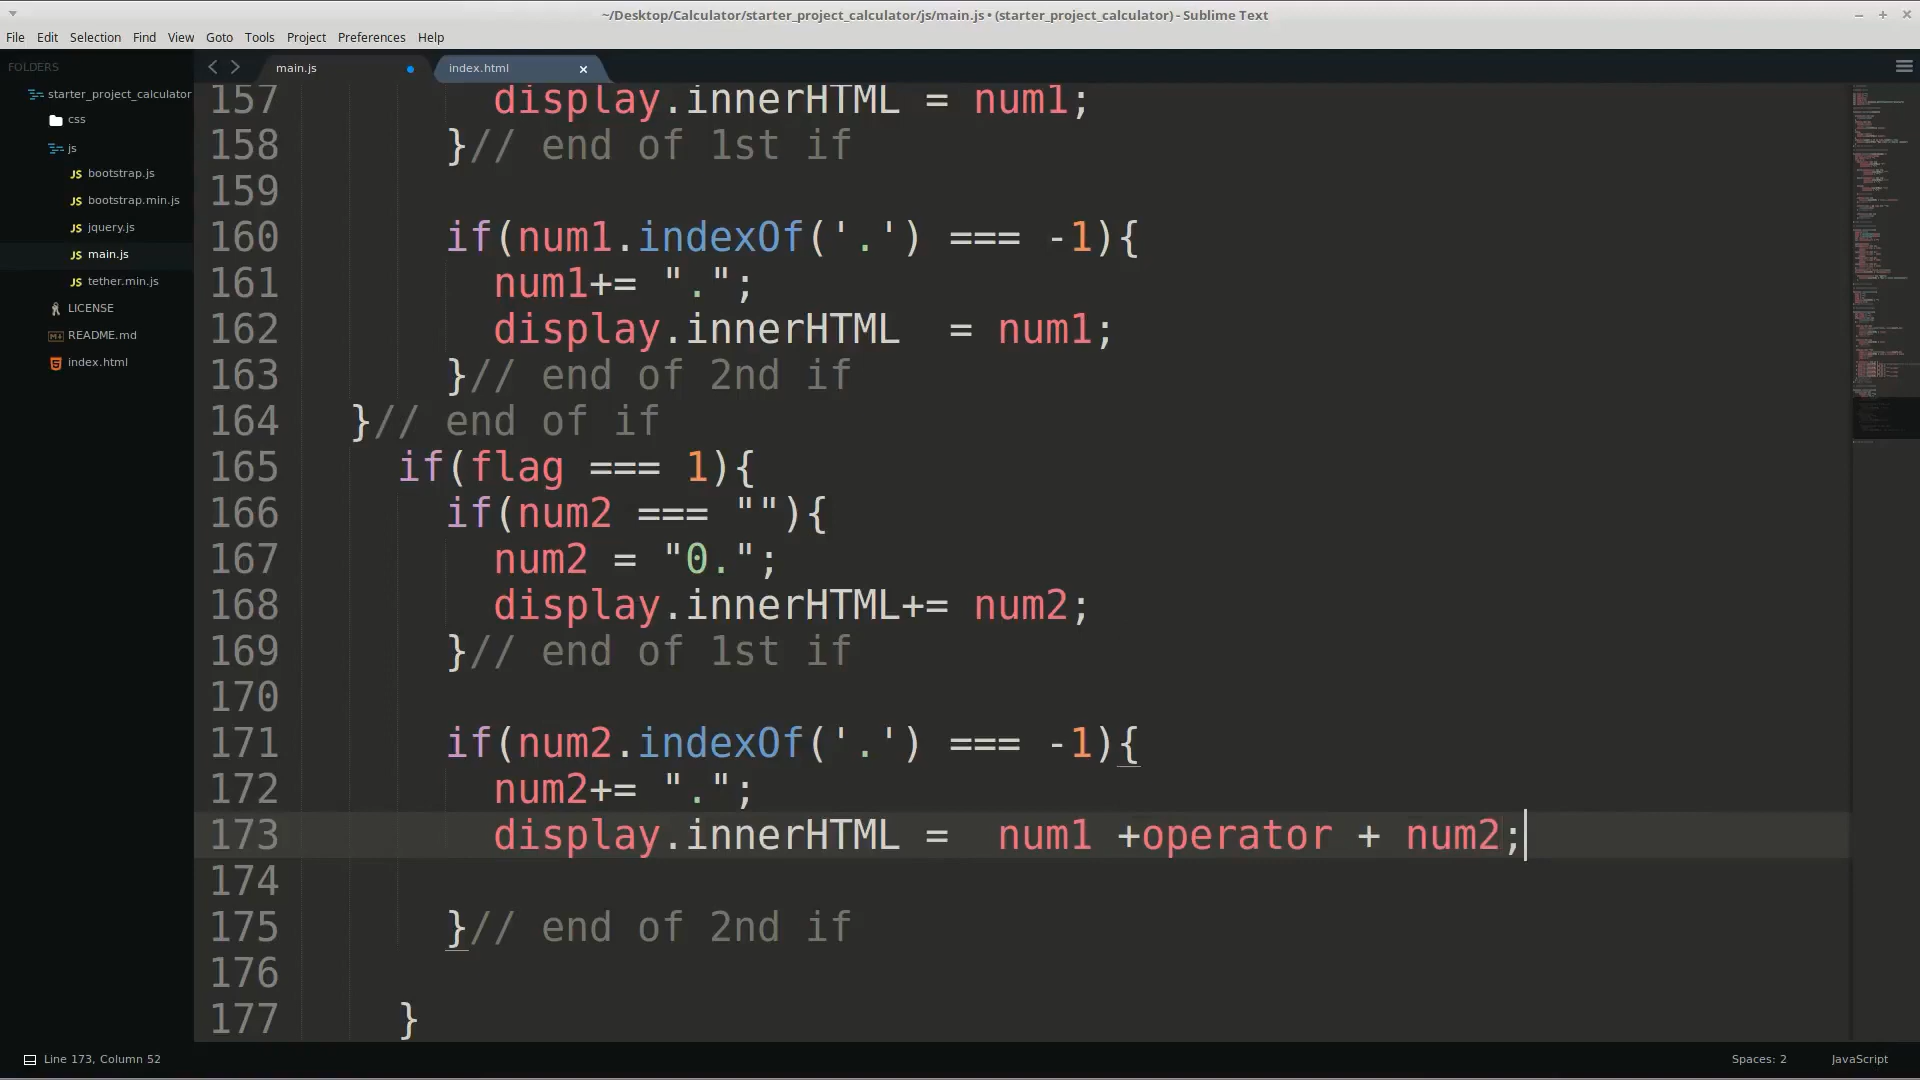 ~/Desktop/Calculator/starter_project_calculator/js/main.js • (starter_project_calculator) - Sublime Text
File Edit Selection Find View Goto Tools Project Preferences Help
FOLDERS
starter_project_calculator
css
js
JS bootstrap.js
JS bootstrap.min.js
JS jquery.js
JS main.js
JS tether.min.js
LICENSE
README.md
index.html
main.js
index.html
157 display.innerHTML = num1;
158 }// end of 1st if
159
160 if(num1.indexOf('.') === -1){
161 num1+= ".";
162 display.innerHTML  = num1;
163 }// end of 2nd if
164 }// end of if
165 if(flag === 1){
166 if(num2 === ""){
167 num2 = "0.";
168 display.innerHTML+= num2;
169 }// end of 1st if
170
171 if(num2.indexOf('.') === -1){
172 num2+= ".";
173 display.innerHTML =  num1 +operator + num2;
174
175 }// end of 2nd if
176
177 }
Line 173, Column 52
Spaces: 2
JavaScript